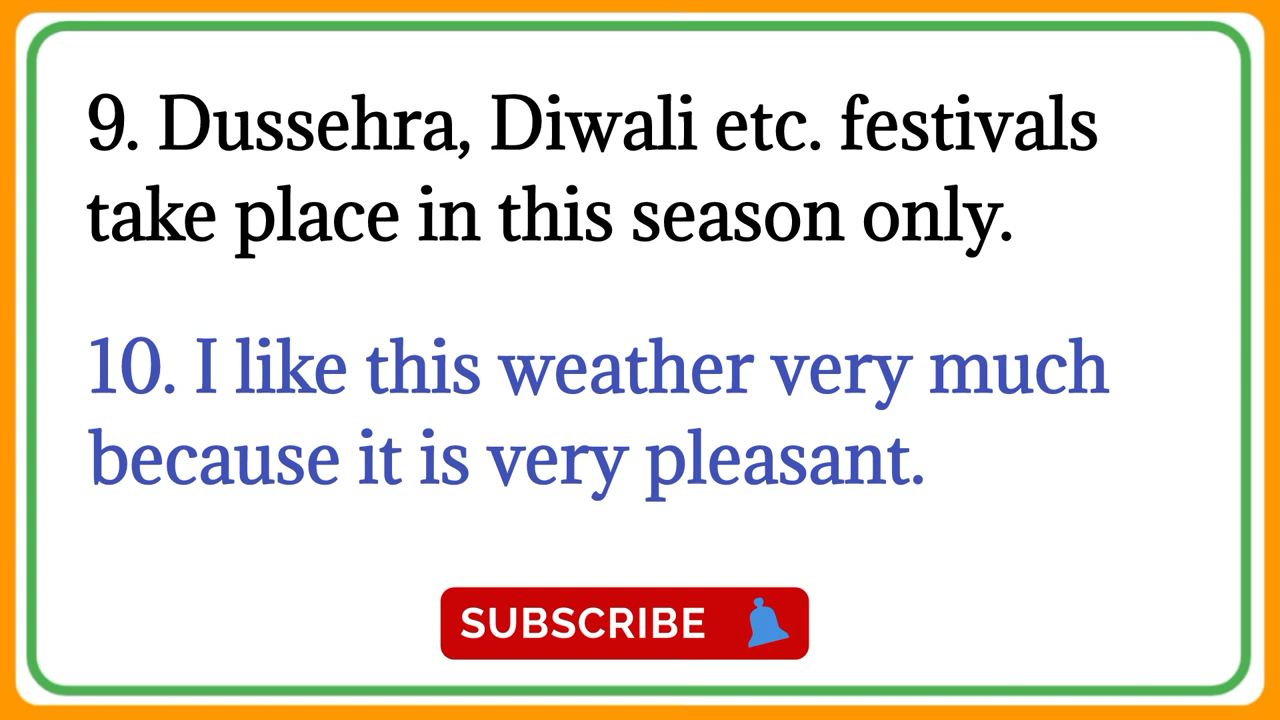 9. Dussehra, Diwali etc. festivals
take place in this season only.
10. I like this weather very much
because it is very pleasant.
SUBSCRIBE